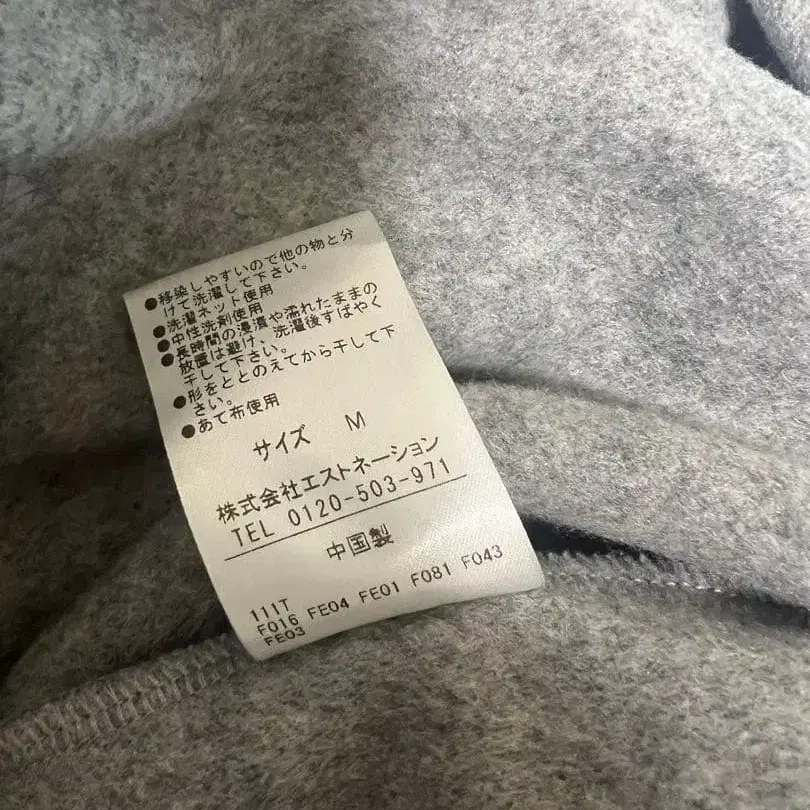 ●移染しやすいので他の物と分
けて洗濯して下さい。
●洗濯ネット使用
●中性洗剤使用
●長時間の浸漬や濡れたままの
放置は避け、洗濯後すばやく
干して下さい。
●形をととのえてから干して下
さい。
●あて布使用
サイズ M
株式会社エストネーション
TEL 0120-503-971
中国製
111T
F016 FE04 FE01 F081 F043
FE03